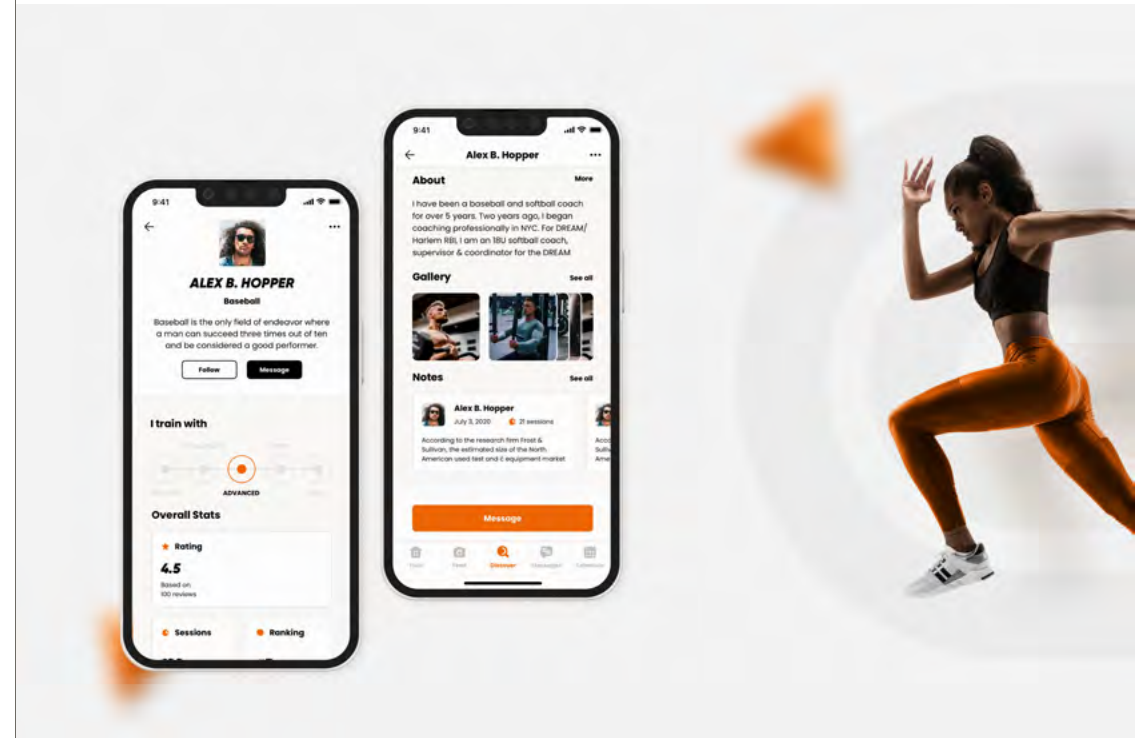 9:41
ALEX B. HOPPER
Baseball
Baseball is the only field of endeavor where
a man can succeed three times out of ten
and be considered a good performer.
Follow
Message
I train with
ADVANCED
Overall Stats
Rating
4.5
Based on
100 reviews
Sessions
Ranking
9:41
Alex B. Hopper
About
More
I have been a baseball and softball coach
for over 5 years. Two years ago, I began
coaching professionally in NYC. For DREAM/
Harlem RBI, I am an 18U softball coach,
supervisor & coordinator for the DREAM
Gallery
See all
Notes
See all
Alex B. Hopper
July 3, 2020
21 sessions
According to the research firm Frost &
Sullivan, the estimated size of the North
American used test and c equipment market
Message
Discover